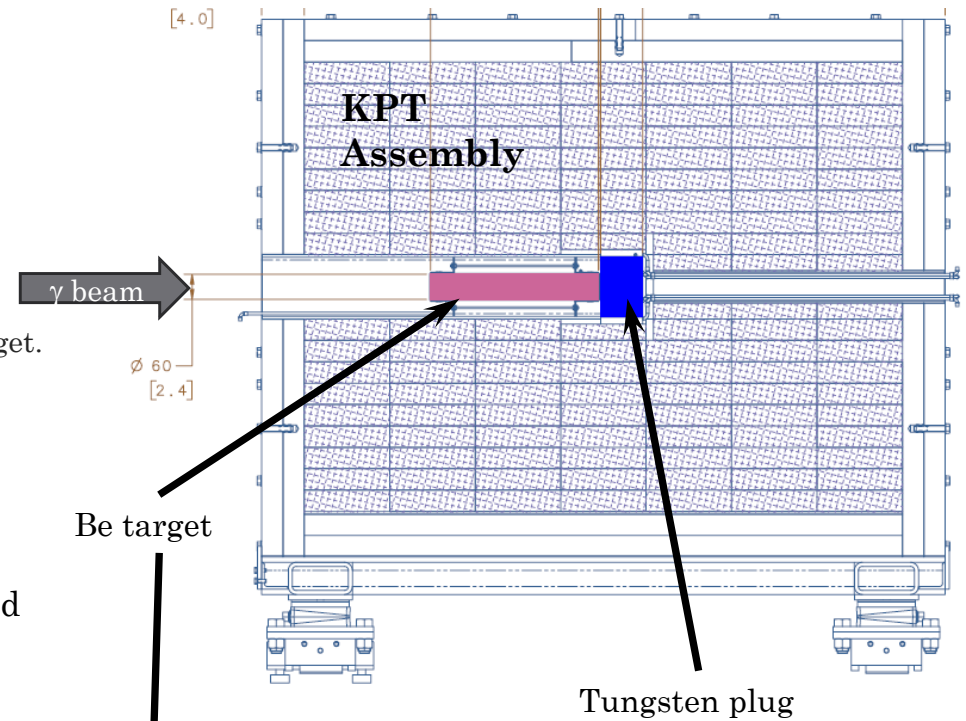 [4.0]
KPT
Assembly
γ beam
get.
Ø 60
[2.4]
Be target
d
Tungsten plug